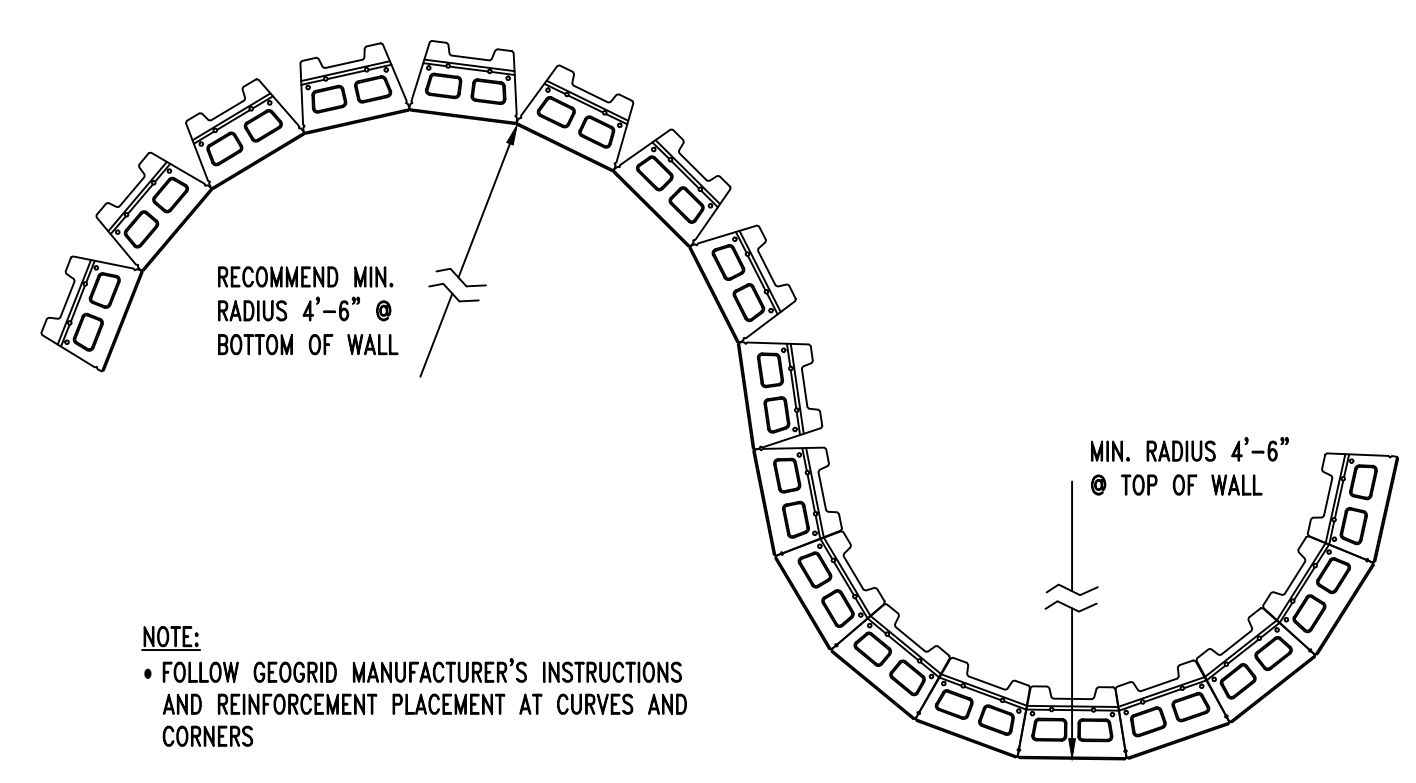 RECOMMEND MIN.
RADIUS 4'-6" @
BOTTOM OF WALL
MIN. RADIUS 4'-6"
@ TOP OF WALL
NOTE:
• FOLLOW GEOGRID MANUFACTURER'S INSTRUCTIONS
AND REINFORCEMENT PLACEMENT AT CURVES AND
CORNERS